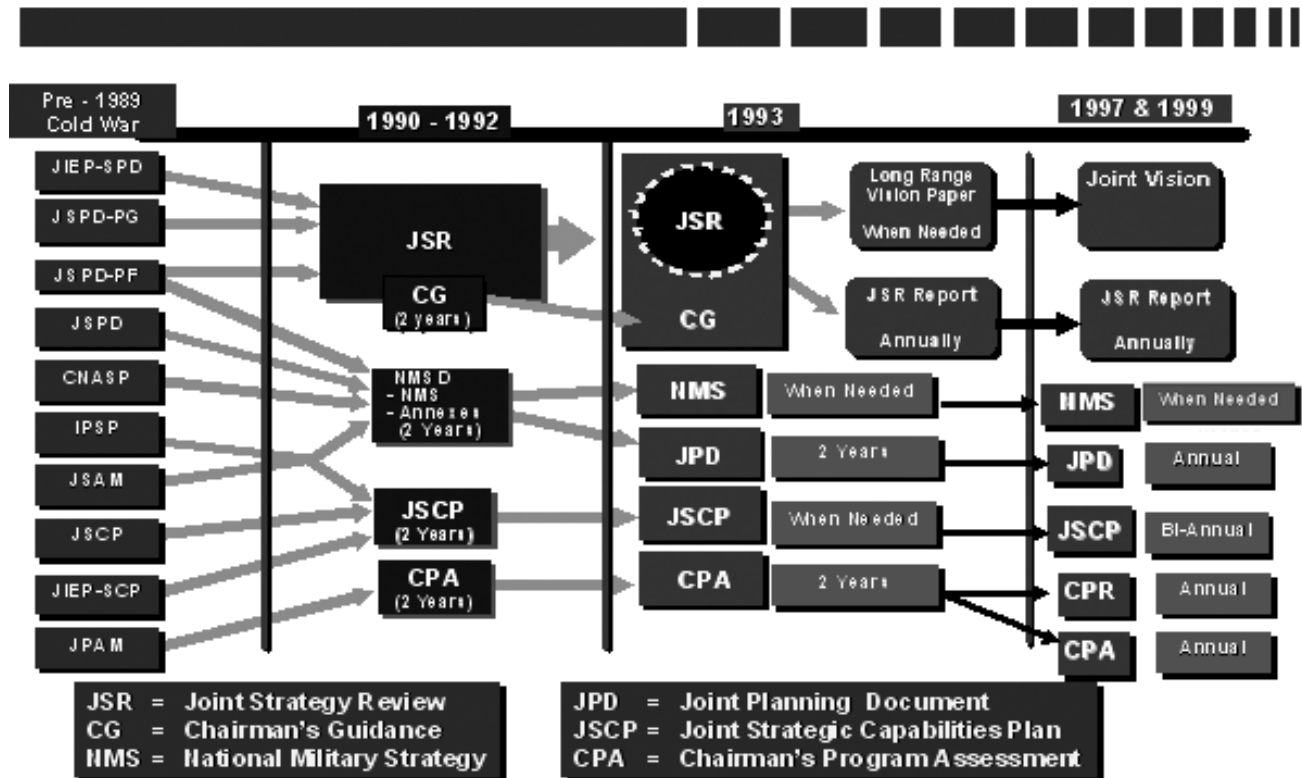 Pre - 1989
Cold War
1990 - 1992
1993
1997 & 1999
JIEP-SPD
JSPD-PG
JSPD-PF
JSPD
CNASP
IPSP
JSAM
JSCP
JIEP-SCP
JPAM
JSR
CG
(2 years)
NMSD
- NMS
- Annexes
(2 Years)
JSCP
(2 Years)
CPA
(2 Years)
JSR
CG
Long Range
Vision Paper
When Needed
JSR Report
Annually
NMS
When Needed
JPD
2 Years
JSCP
When Needed
CPA
2 Years
Joint Vision
JSR Report
Annually
NMS
When Needed
JPD
Annual
JSCP
BI-Annual
CPR
Annual
CPA
Annual
JSR = Joint Strategy Review
CG = Chairman's Guidance
NMS = National Military Strategy
JPD = Joint Planning Document
JSCP = Joint Strategic Capabilities Plan
CPA = Chairman's Program Assessment